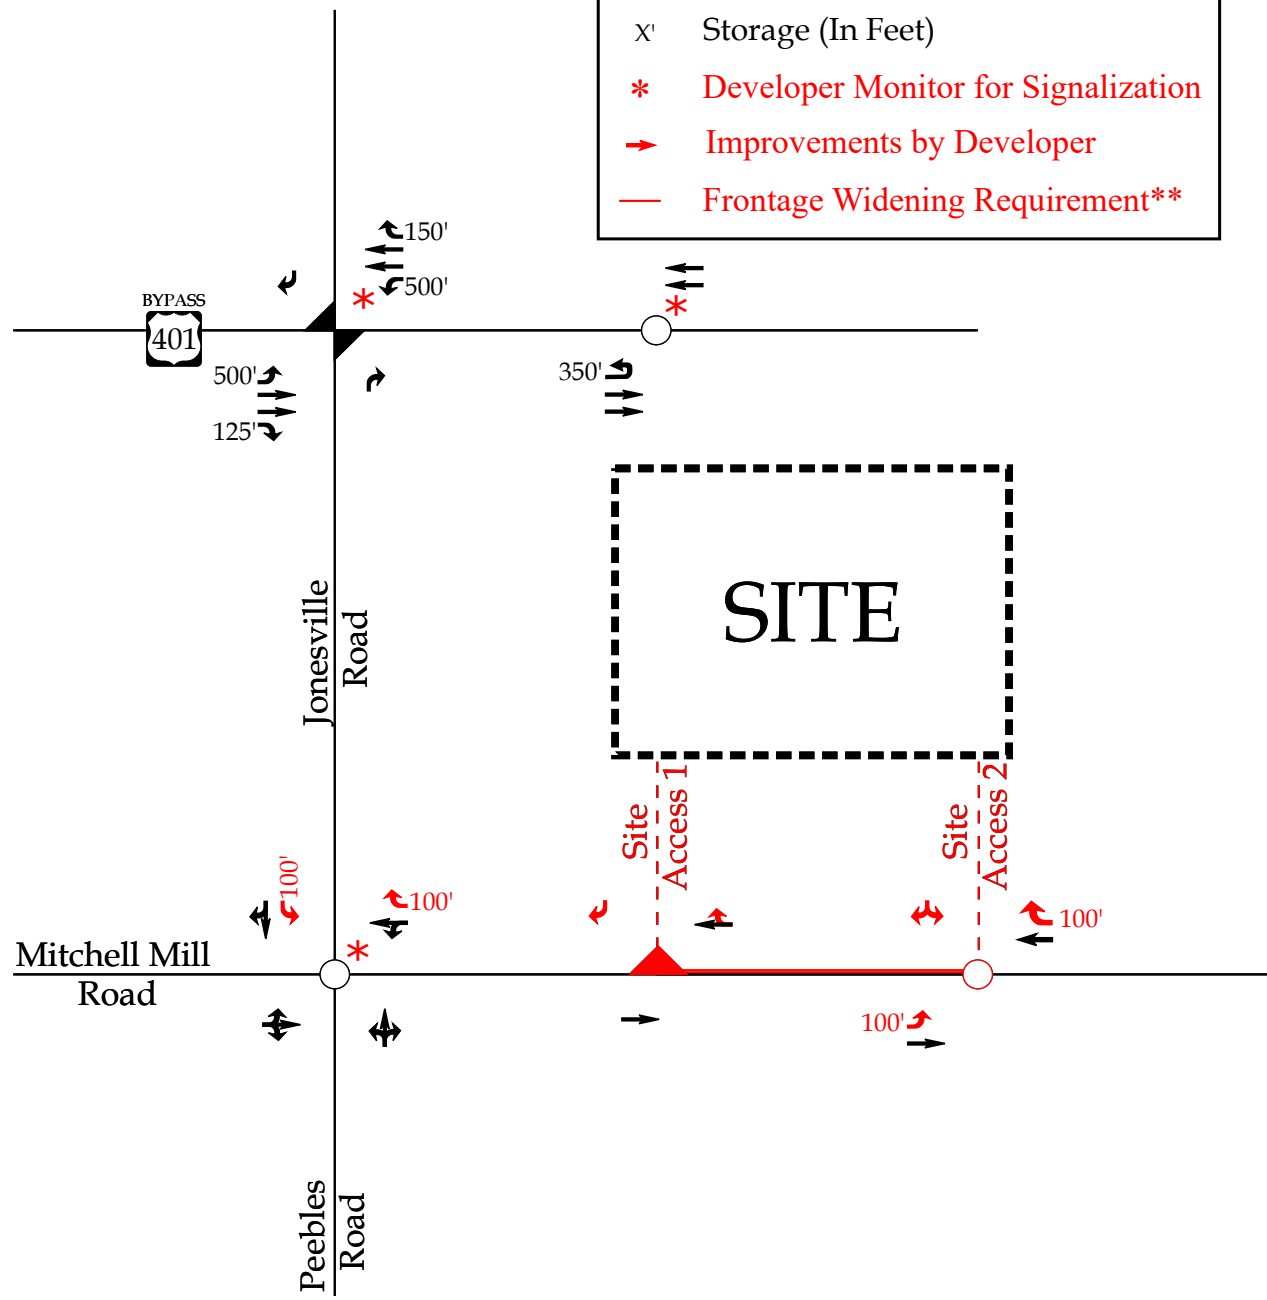 X' Storage (In Feet)
* Developer Monitor for Signalization
Improvements by Developer
Frontage Widening Requirement**
150'
500'
*
BYPASS
401
*
500'
125'
350'
SITE
Jonesville
Road
Site
Access 1
Site
Access 2
100'
100'
*
100'
Mitchell Mill
Road
100'
Peebles
Road